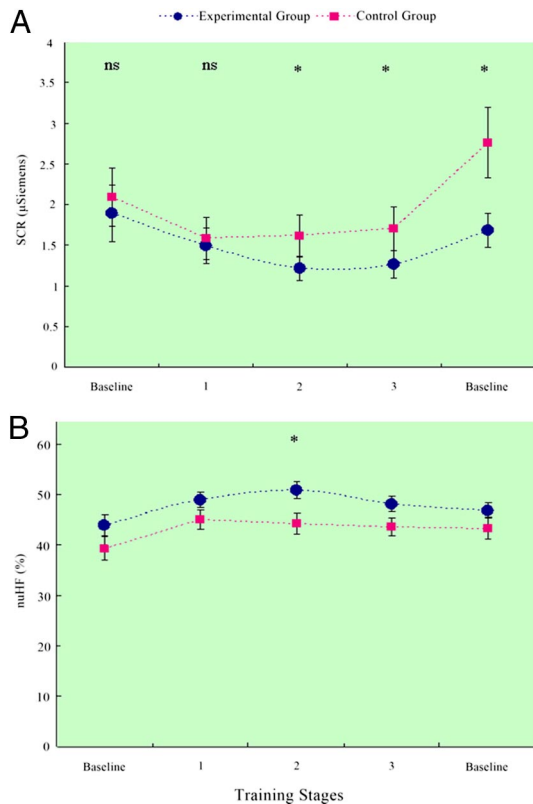 Experimental Group Control Group
A
4
ns ns * * *
3.5
3
2.5
2
1.5
1
0.5
0
SCR (μSiemens)
Baseline 1 2 3 Baseline
B
*
60
50
40
30
20
10
0
nuHF (%)
Baseline 1 2 3 Baseline
Training Stages